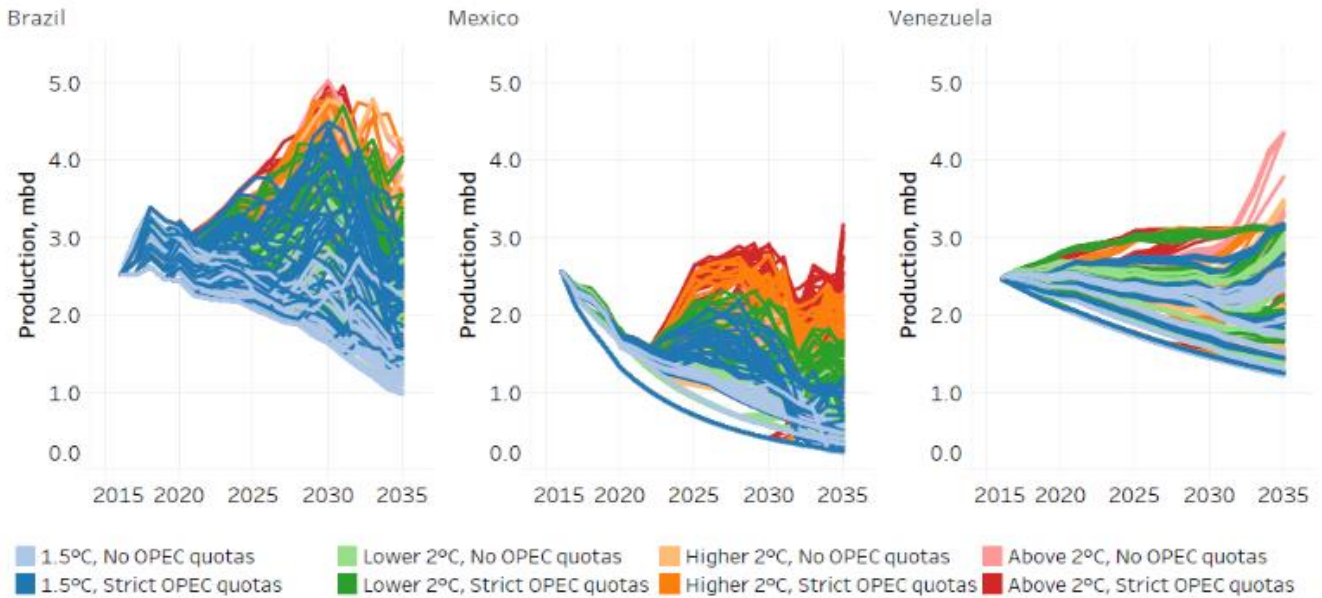 Brazil
Mexico
Venezuela
Production, mbd
5.0
4.0
3.0
2.0
1.0
0.0
2015 2020 2025 2030 2035
Production, mbd
5.0
4.0
3.0
2.0
1.0
0.0
2015 2020 2025 2030 2035
Production, mbd
5.0
4.0
3.0
2.0
1.0
0.0
2015 2020 2025 2030 2035
1.5ºC, No OPEC quotas
Lower 2ºC, No OPEC quotas
Higher 2ºC, No OPEC quotas
Above 2ºC, No OPEC quotas
1.5ºC, Strict OPEC quotas
Lower 2ºC, Strict OPEC quotas
Higher 2ºC, Strict OPEC quotas
Above 2ºC, Strict OPEC quotas